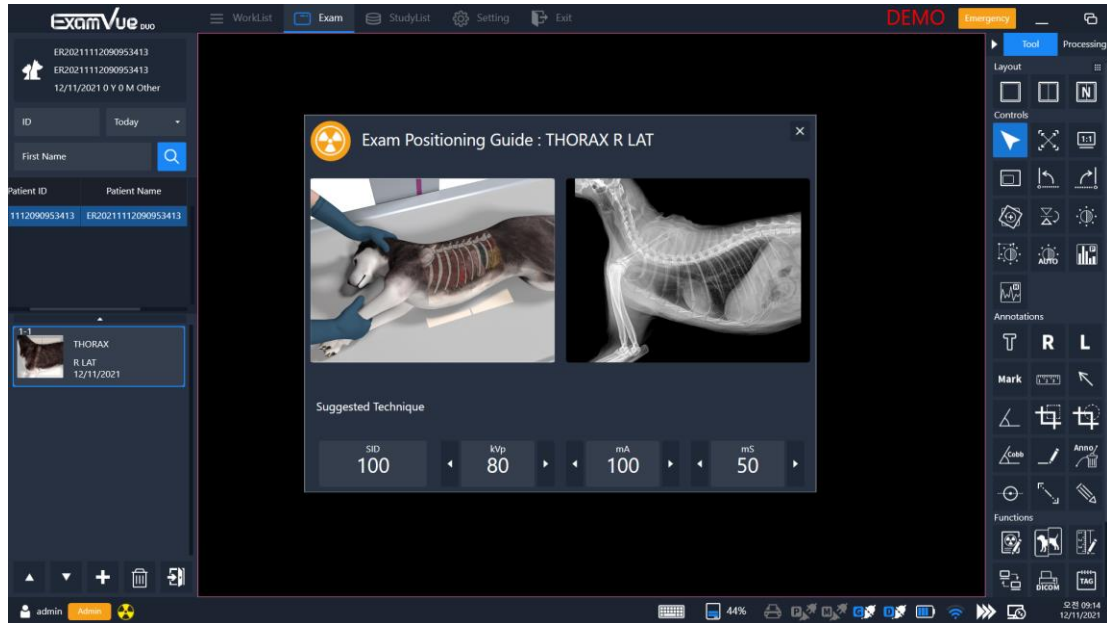 ExamVue DUO
WorkList
Exam
StudyList
Setting
Exit
DEMO
Emergency
ER20211112090953413
ER20211112090953413
12/11/2021 0 Y 0 M Other
ID
Today
First Name
Patient ID
Patient Name
1112090953413
ER20211112090953413
1-1
THORAX
R LAT
12/11/2021
Exam Positioning Guide : THORAX R LAT
Suggested Technique
SID
100
kVp
80
mA
100
mS
50
Tool
Processing
Layout
N
Controls
1:1
AUTO
Annotations
T
R
L
Mark
Cobb
Anno/
Functions
DICOM
TAG
admin
Admin
44%
오전 09:14
12/11/2021